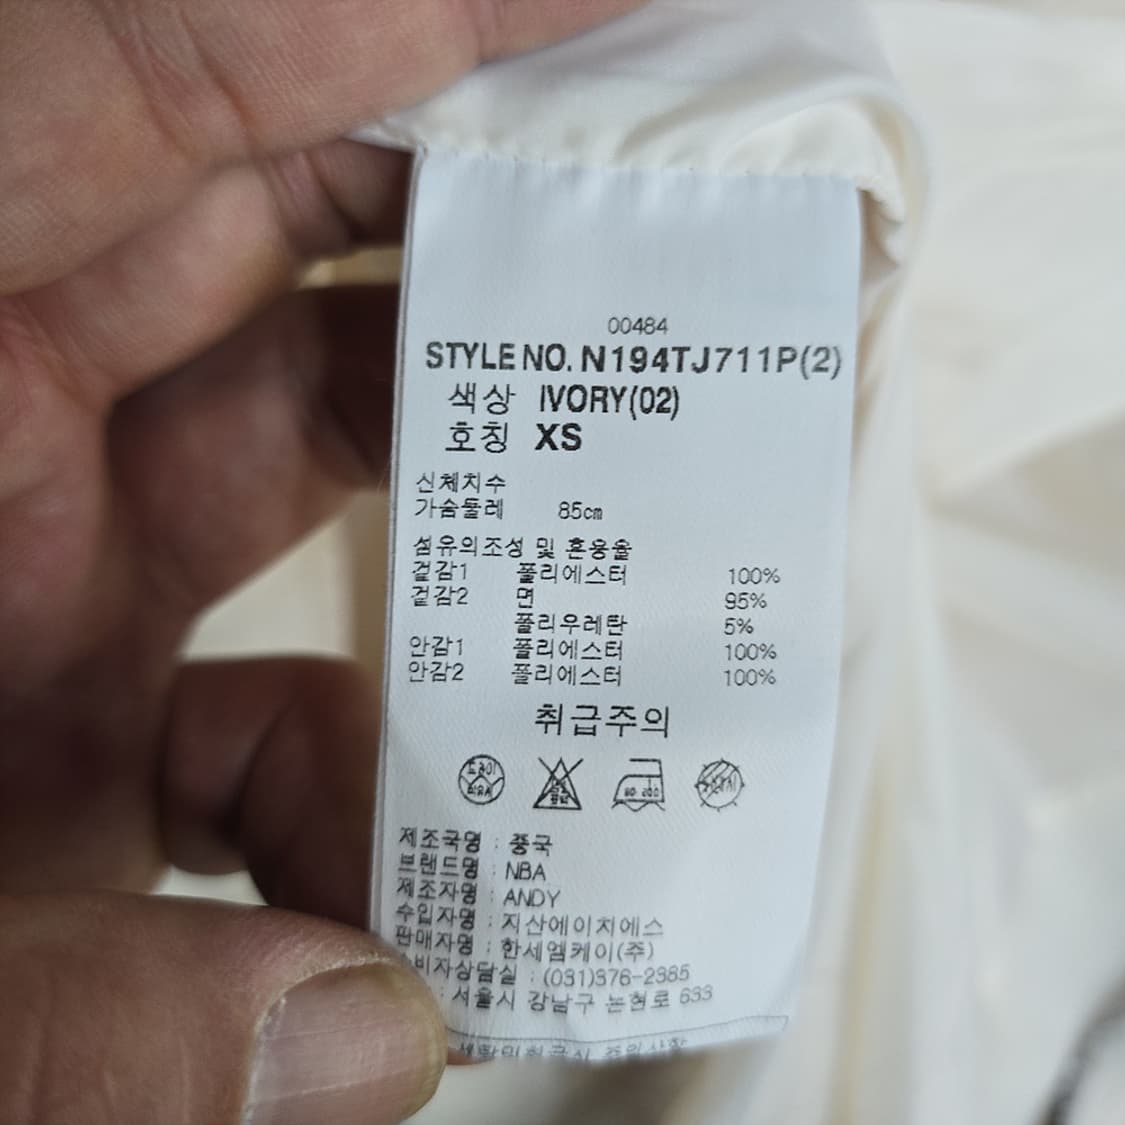 00484
STYLE NO. N194TJ711P(2)
색상 IVORY(02)
호칭 XS
신체치수
가슴둘레 85cm
섬유의조성 및 혼용율
겉감1 폴리에스터 100%
겉감2 면 95%
폴리우레탄 5%
안감1 폴리에스터 100%
안감2 폴리에스터 100%
취급주의
제조국명 : 중국
브랜드명 : NBA
제조자명 : ANDY
수입자명 : 지산에이치에스
판매자명 : 한세엠케이(주)
비자상담실 : (031)376-2385
: 서울시 강남구 논현로 633